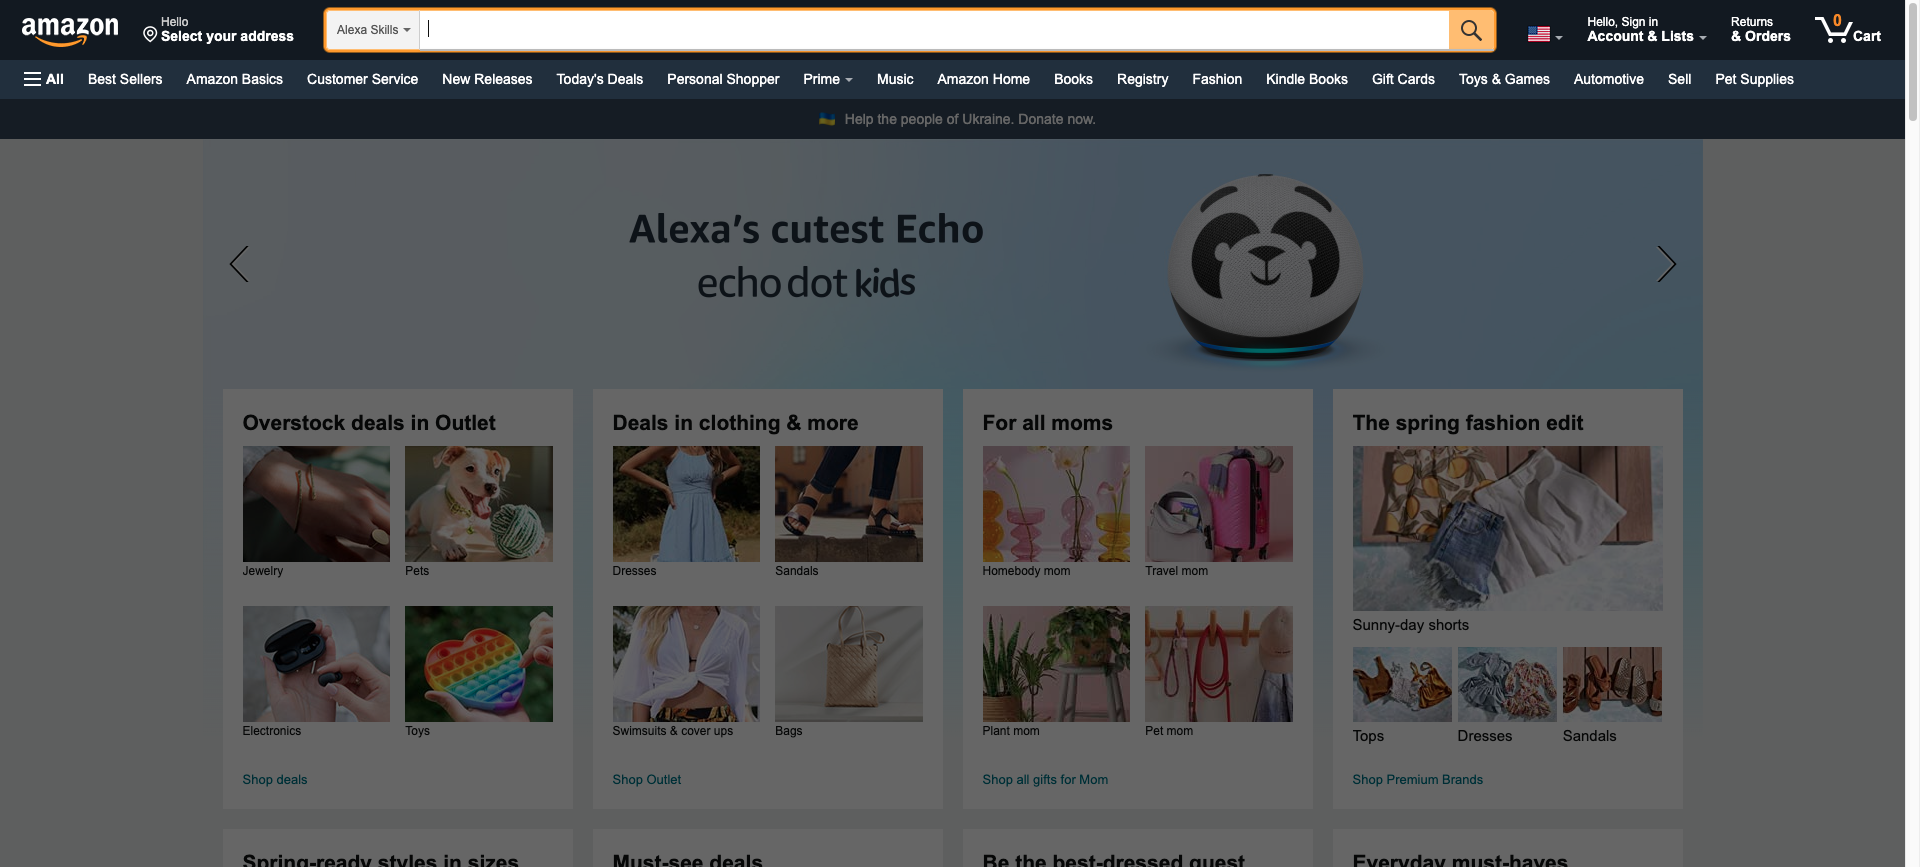 amazon
Hello
Select your address
Alexa Skills
Hello, Sign in
Account & Lists
Returns
& Orders
0
Cart
All
Best Sellers
Amazon Basics
Customer Service
New Releases
Today's Deals
Personal Shopper
Prime
Music
Amazon Home
Books
Registry
Fashion
Kindle Books
Gift Cards
Toys & Games
Automotive
Sell
Pet Supplies
Help the people of Ukraine. Donate now.
Alexa's cutest Echo
echo dot kids
Overstock deals in Outlet
Jewelry
Pets
Electronics
Toys
Shop deals
Deals in clothing & more
Dresses
Sandals
Swimsuits & cover ups
Bags
Shop Outlet
For all moms
Homebody mom
Travel mom
Plant mom
Pet mom
Shop all gifts for Mom
The spring fashion edit
Sunny-day shorts
Tops
Dresses
Sandals
Shop Premium Brands
Spring-ready styles in sizes
Must-see deals
Be the best-dressed guest
Everyday must-haves